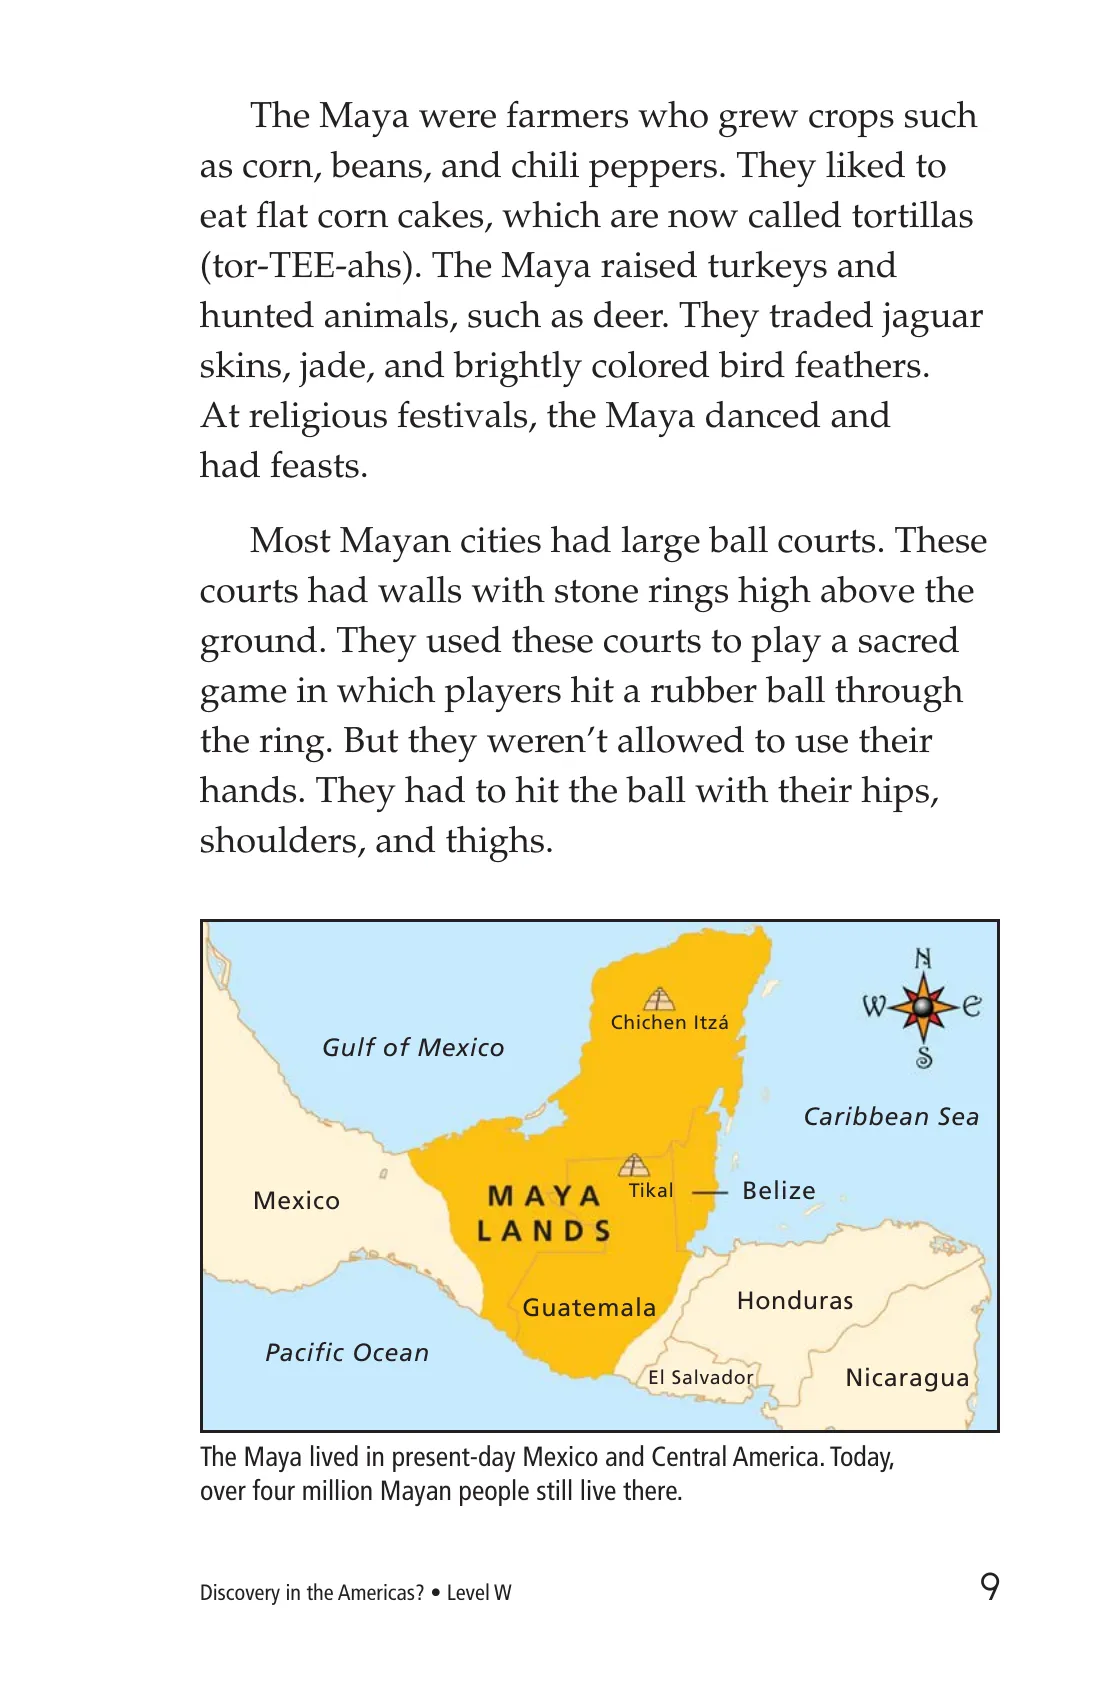 The Maya were farmers who grew crops such
as corn, beans, and chili peppers. They liked to
eat flat corn cakes, which are now called tortillas
(tor-TEE-ahs). The Maya raised turkeys and
hunted animals, such as deer. They traded jaguar
skins, jade, and brightly colored bird feathers.
At religious festivals, the Maya danced and
had feasts.
Most Mayan cities had large ball courts. These
courts had walls with stone rings high above the
ground. They used these courts to play a sacred
game in which players hit a rubber ball through
the ring. But they weren’t allowed to use their
hands. They had to hit the ball with their hips,
shoulders, and thighs.
N
W E
S
Chichen Itzá
Gulf of Mexico
Caribbean Sea
Mexico
MAYA
LANDS
Tikal
Belize
Guatemala
Honduras
Pacific Ocean
El Salvador
Nicaragua
The Maya lived in present-day Mexico and Central America. Today,
over four million Mayan people still live there.
Discovery in the Americas? • Level W
9